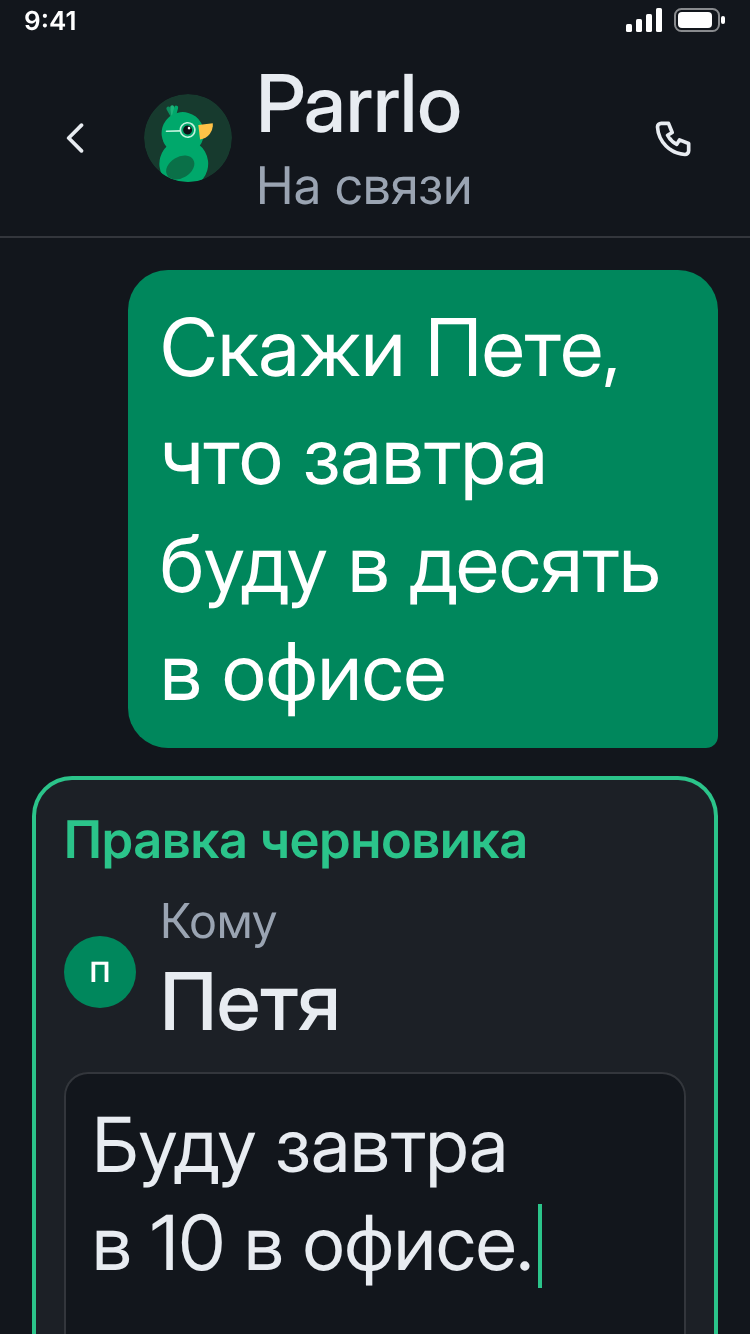 9:41
Parrlo
На связи
Скажи Пете,
что завтра
буду в десять
в офисе
Правка черновика
Кому
П
Петя
Буду завтра
в 10 в офисе.